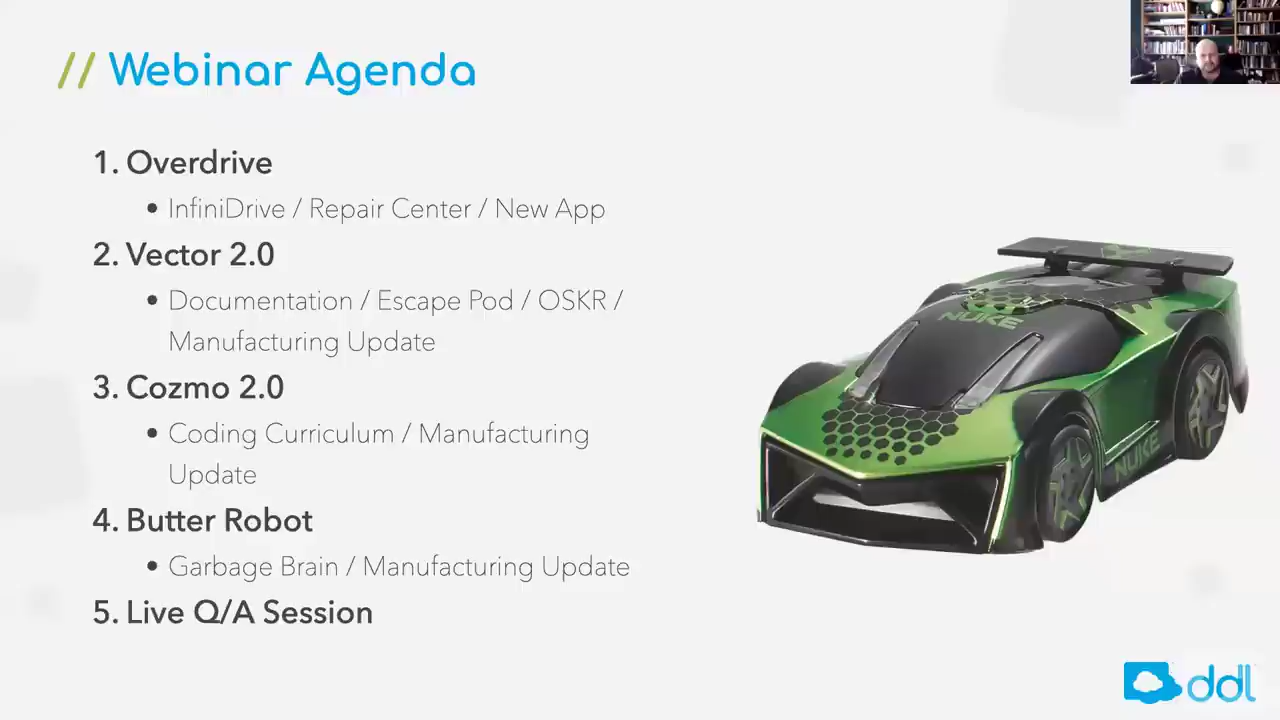 // Webinar Agenda
1. Overdrive
• InfiniDrive / Repair Center / New App
2. Vector 2.0
• Documentation / Escape Pod / OSKR /
Manufacturing Update
3. Cozmo 2.0
• Coding Curriculum / Manufacturing
Update
4. Butter Robot
• Garbage Brain / Manufacturing Update
5. Live Q/A Session
NUKE
NUKE
ddl